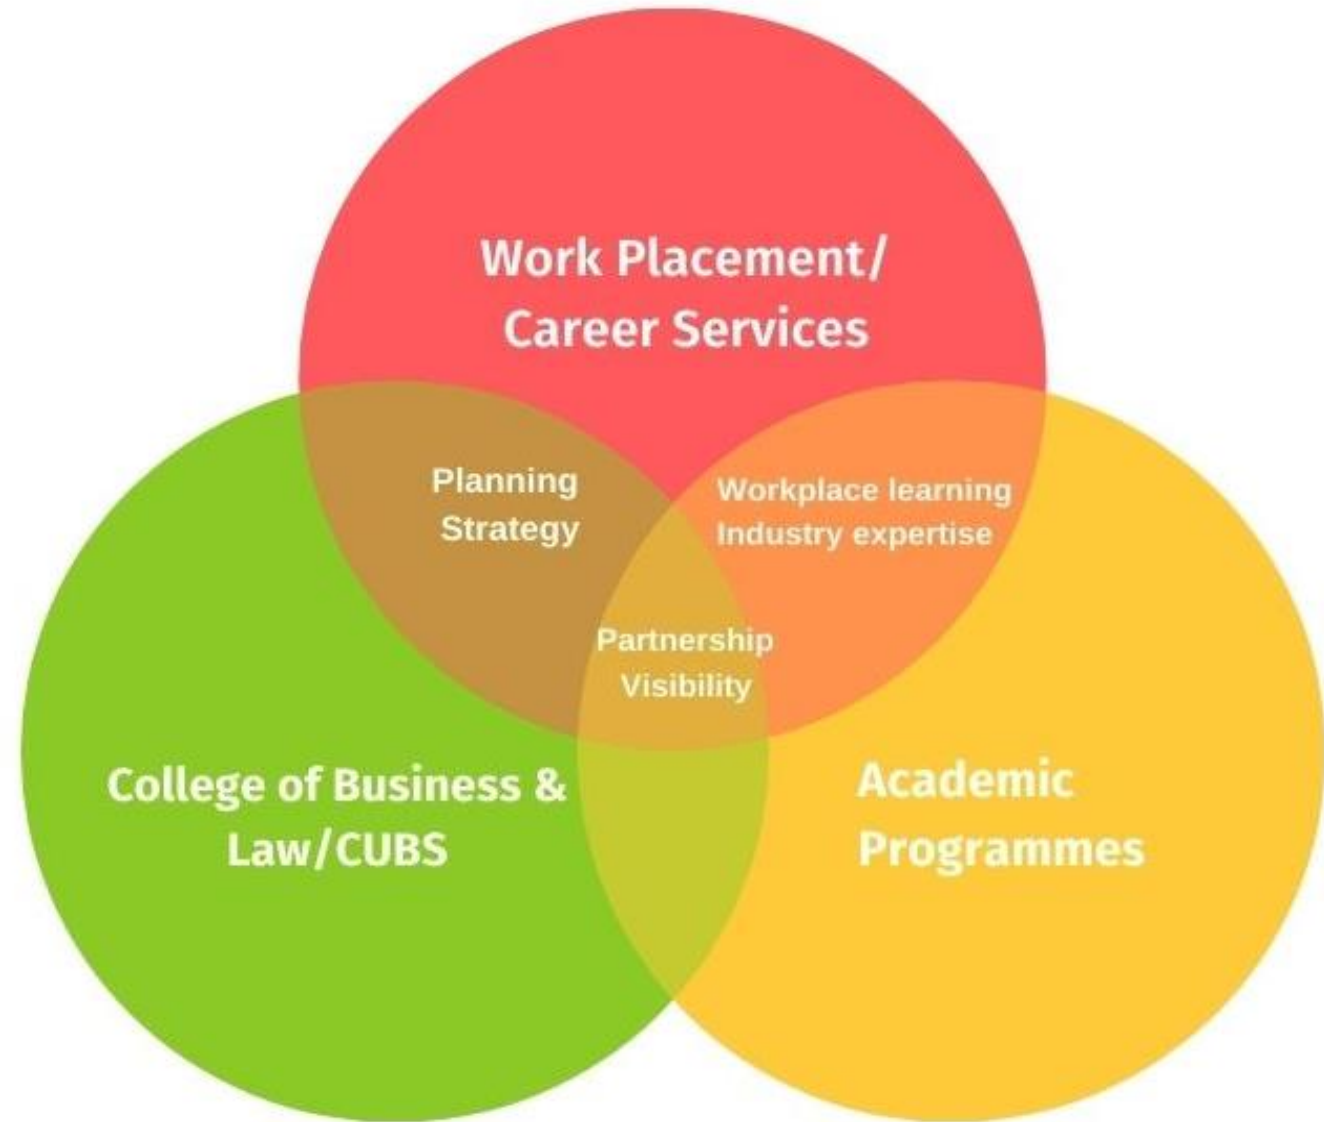 Work Placement/
Career Services
Planning
Strategy
Workplace learning
Industry expertise
Partnership
Visibility
College of Business &
Law/CUBS
Academic
Programmes